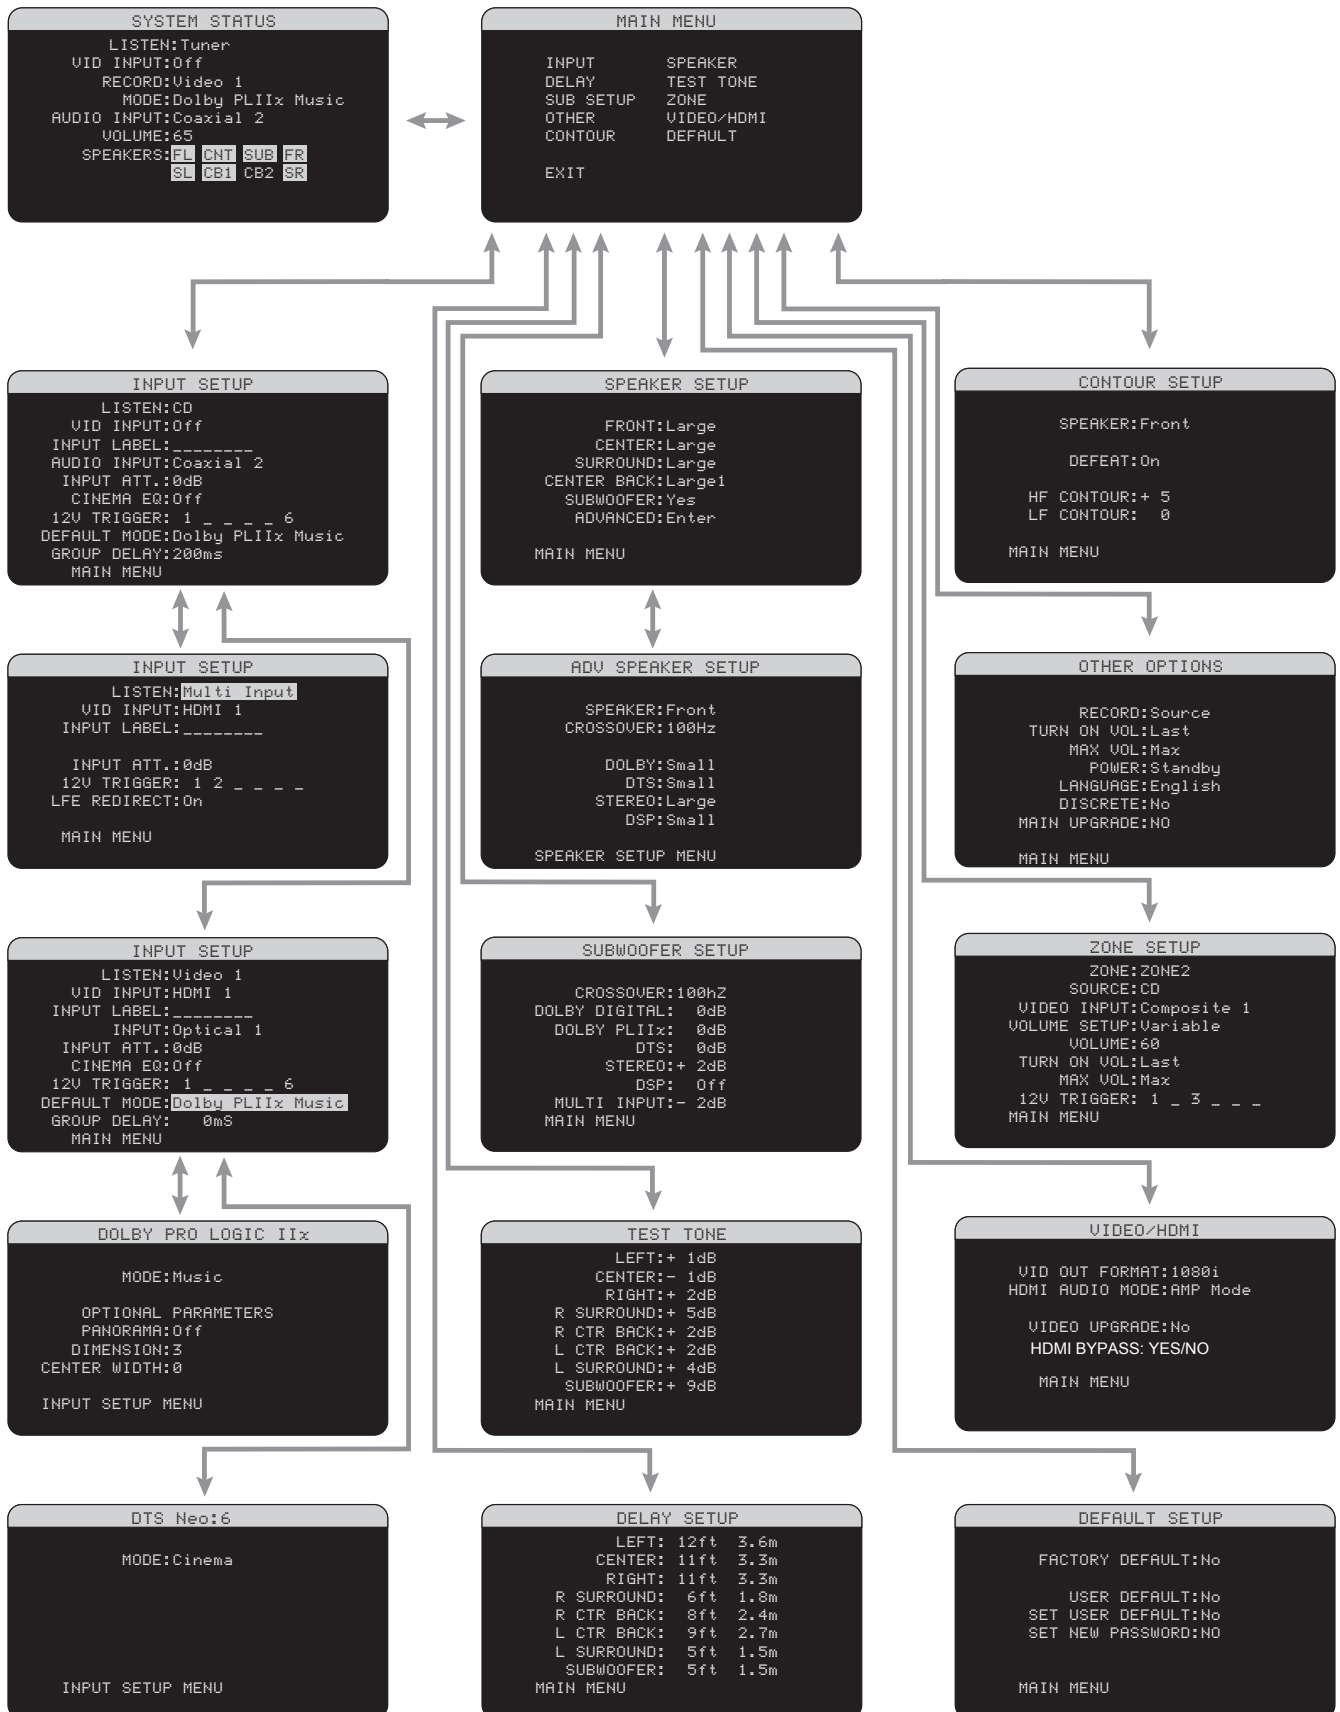 SYSTEM STATUS
LISTEN:Tuner
VID INPUT:Off
RECORD:Video 1
MODE:Dolby PLIIx Music
AUDIO INPUT:Coaxial 2
VOLUME:65
SPEAKERS:FL CNT SUB FR
SL CB1 CB2 SR
MAIN MENU
INPUT SPEAKER
DELAY TEST TONE
SUB SETUP ZONE
OTHER VIDEO/HDMI
CONTOUR DEFAULT
EXIT
INPUT SETUP
LISTEN:CD
VID INPUT:Off
INPUT LABEL:________
AUDIO INPUT:Coaxial 2
INPUT ATT.:0dB
CINEMA EQ:Off
12V TRIGGER: 1 _ _ _ _ 6
DEFAULT MODE:Dolby PLIIx Music
GROUP DELAY:200ms
MAIN MENU
SPEAKER SETUP
FRONT:Large
CENTER:Large
SURROUND:Large
CENTER BACK:Large1
SUBWOOFER:Yes
ADVANCED:Enter
MAIN MENU
CONTOUR SETUP
SPEAKER:Front
DEFEAT:On
HF CONTOUR:+ 5
LF CONTOUR: 0
MAIN MENU
INPUT SETUP
LISTEN:Multi Input
VID INPUT:HDMI 1
INPUT LABEL:________
INPUT ATT.:0dB
12V TRIGGER: 1 2 _ _ _ _
LFE REDIRECT:On
MAIN MENU
ADV SPEAKER SETUP
SPEAKER:Front
CROSSOVER:100Hz
DOLBY:Small
DTS:Small
STEREO:Large
DSP:Small
SPEAKER SETUP MENU
OTHER OPTIONS
RECORD:Source
TURN ON VOL:Last
MAX VOL:Max
POWER:Standby
LANGUAGE:English
DISCRETE:No
MAIN UPGRADE:NO
MAIN MENU
INPUT SETUP
LISTEN:Video 1
VID INPUT:HDMI 1
INPUT LABEL:________
INPUT:Optical 1
INPUT ATT.:0dB
CINEMA EQ:Off
12V TRIGGER: 1 _ _ _ _ 6
DEFAULT MODE:Dolby PLIIx Music
GROUP DELAY: 0mS
MAIN MENU
SUBWOOFER SETUP
CROSSOVER:100hZ
DOLBY DIGITAL: 0dB
DOLBY PLIIx: 0dB
DTS: 0dB
STEREO:+ 2dB
DSP: Off
MULTI INPUT:- 2dB
MAIN MENU
ZONE SETUP
ZONE:ZONE2
SOURCE:CD
VIDEO INPUT:Composite 1
VOLUME SETUP:Variable
VOLUME:60
TURN ON VOL:Last
MAX VOL:Max
12V TRIGGER: 1 _ 3 _ _ _
MAIN MENU
DOLBY PRO LOGIC IIx
MODE:Music
OPTIONAL PARAMETERS
PANORAMA:Off
DIMENSION:3
CENTER WIDTH:0
INPUT SETUP MENU
TEST TONE
LEFT:+ 1dB
CENTER:- 1dB
RIGHT:+ 2dB
R SURROUND:+ 5dB
R CTR BACK:+ 2dB
L CTR BACK:+ 2dB
L SURROUND:+ 4dB
SUBWOOFER:+ 9dB
MAIN MENU
VIDEO/HDMI
VID OUT FORMAT:1080i
HDMI AUDIO MODE:AMP Mode
VIDEO UPGRADE:No
HDMI BYPASS: YES/NO
MAIN MENU
DTS Neo:6
MODE:Cinema
INPUT SETUP MENU
DELAY SETUP
LEFT: 12ft 3.6m
CENTER: 11ft 3.3m
RIGHT: 11ft 3.3m
R SURROUND: 6ft 1.8m
R CTR BACK: 8ft 2.4m
L CTR BACK: 9ft 2.7m
L SURROUND: 5ft 1.5m
SUBWOOFER: 5ft 1.5m
MAIN MENU
DEFAULT SETUP
FACTORY DEFAULT:No
USER DEFAULT:No
SET USER DEFAULT:No
SET NEW PASSWORD:NO
MAIN MENU